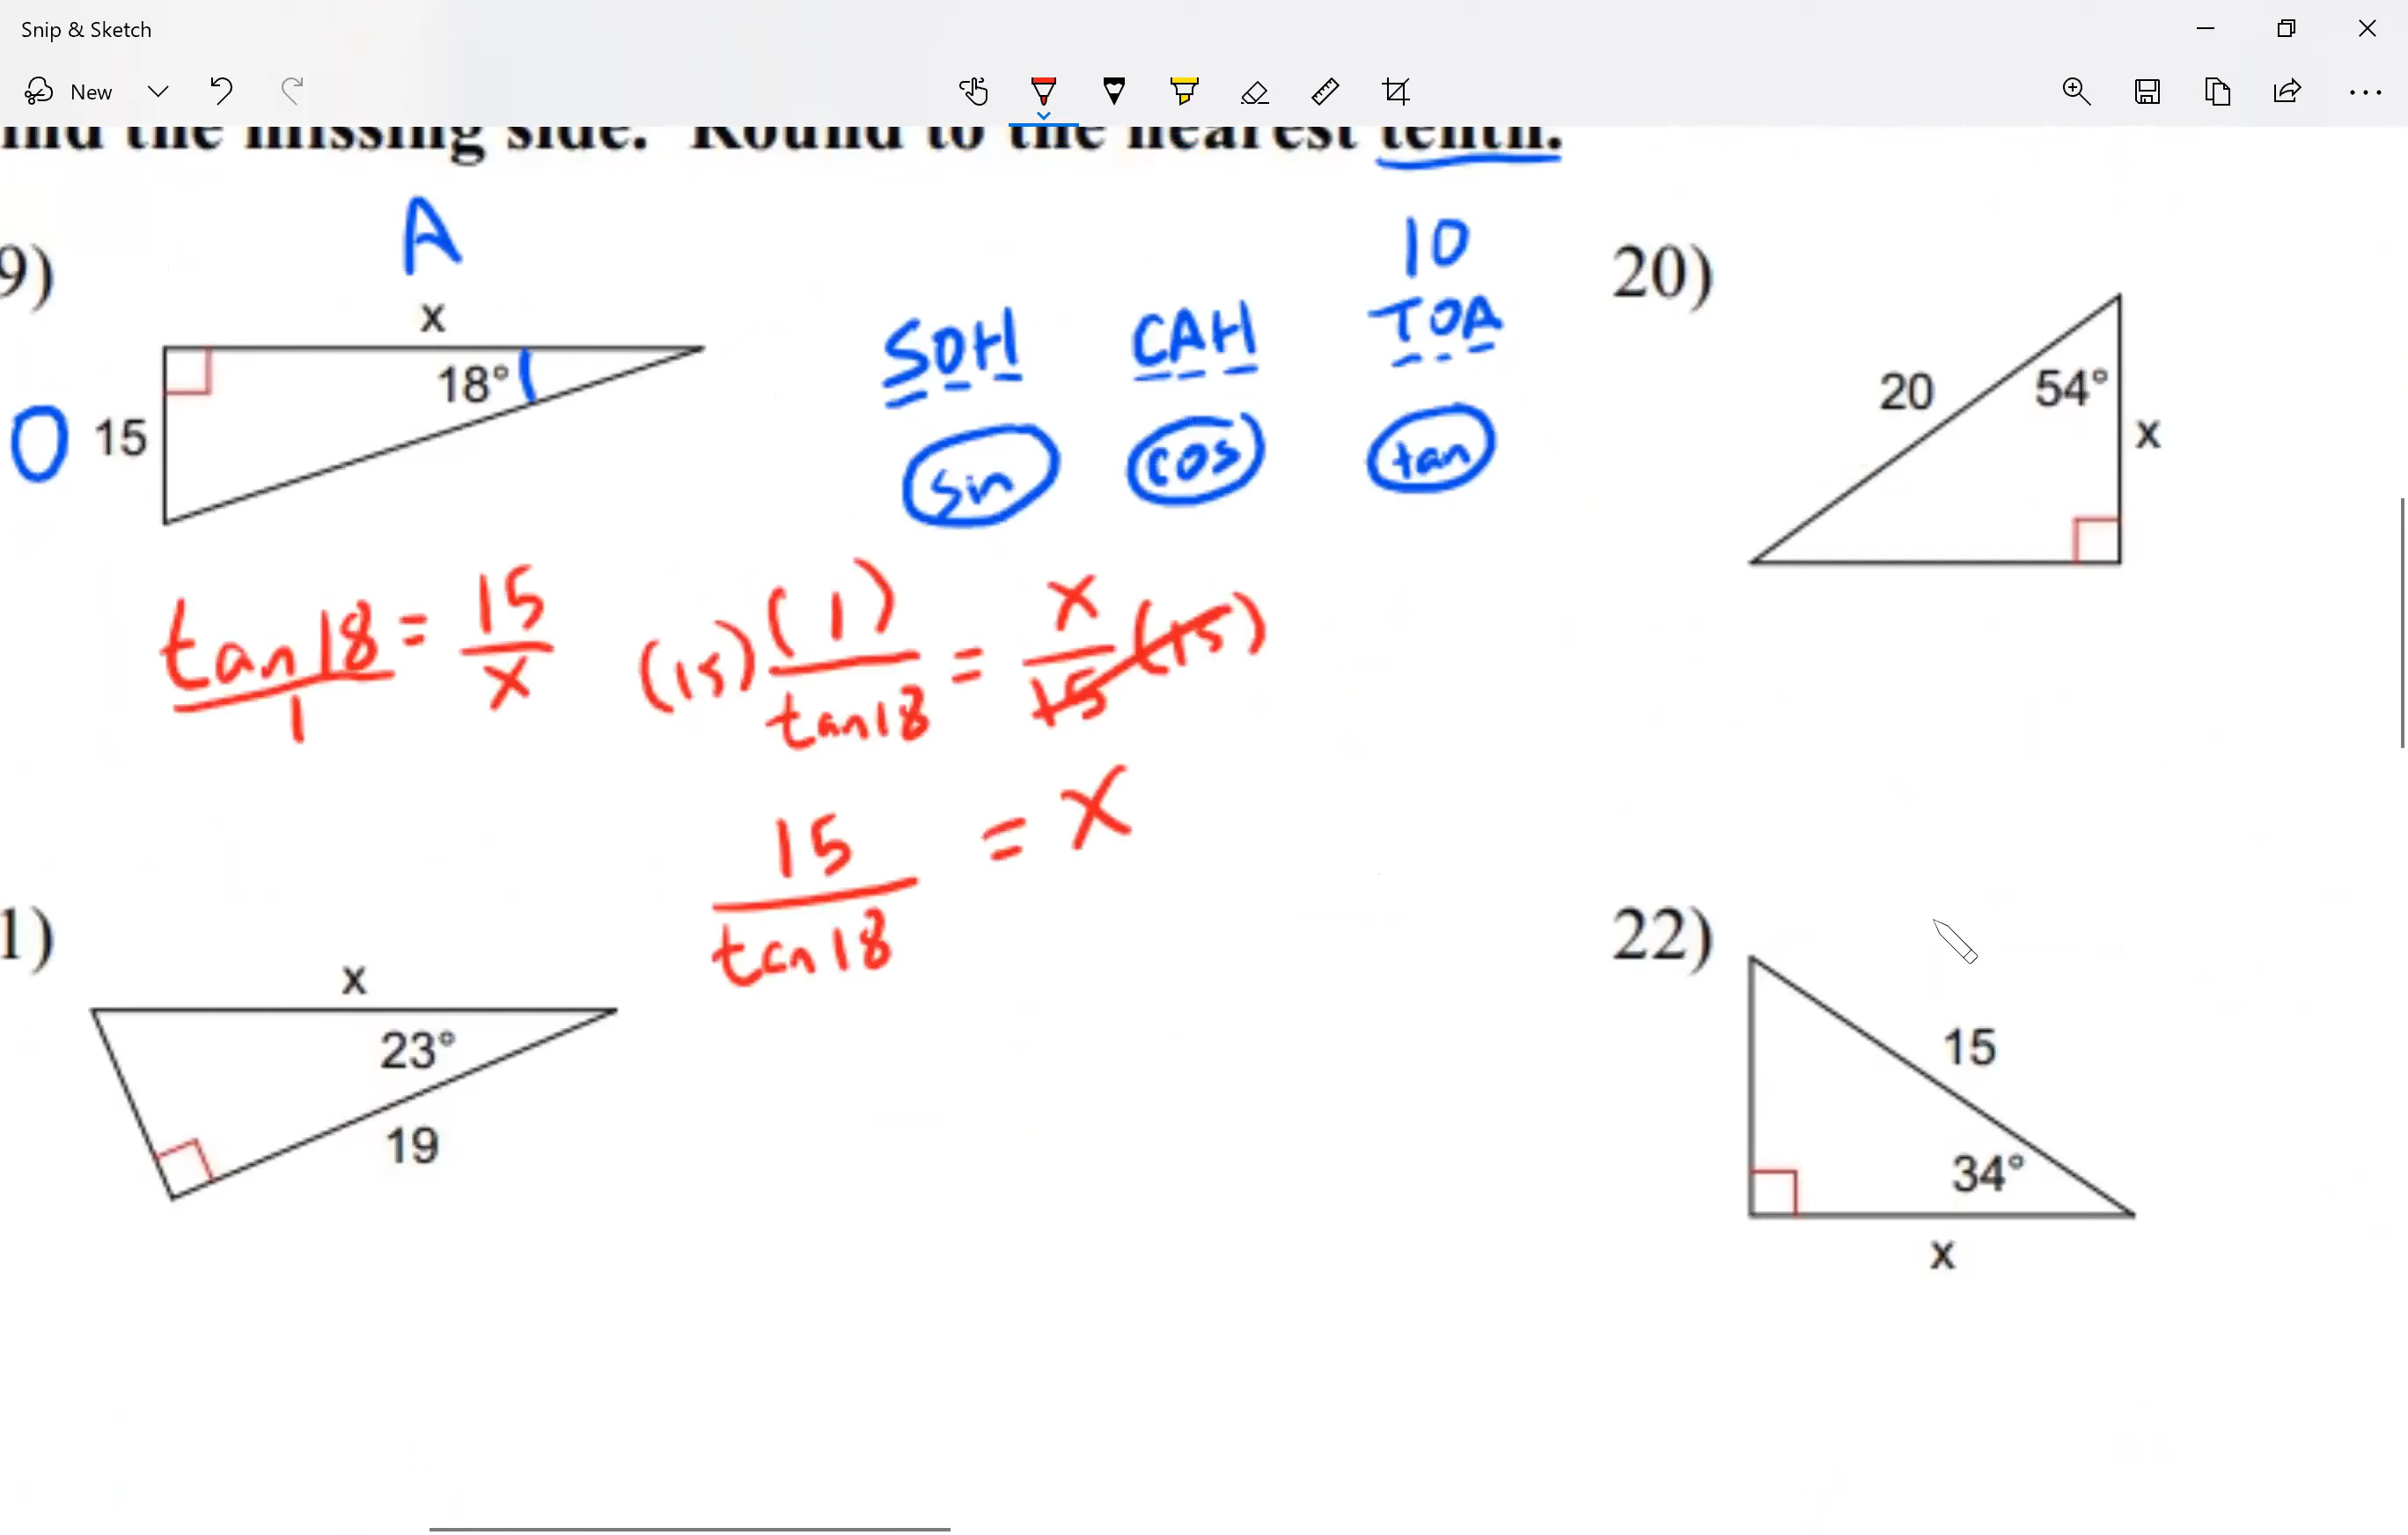 Snip & Sketch
New
ind the missing side. Round to the nearest tenth.
9)
A
x
18°
O 15
10
SOH CAH TOA
sin cos tan
20)
20
54°
x
tan18/1 = 15/x (15)(1)/tan18 = x/15(15)
15/tan18 = x
1)
x
23°
19
22)
15
34°
x